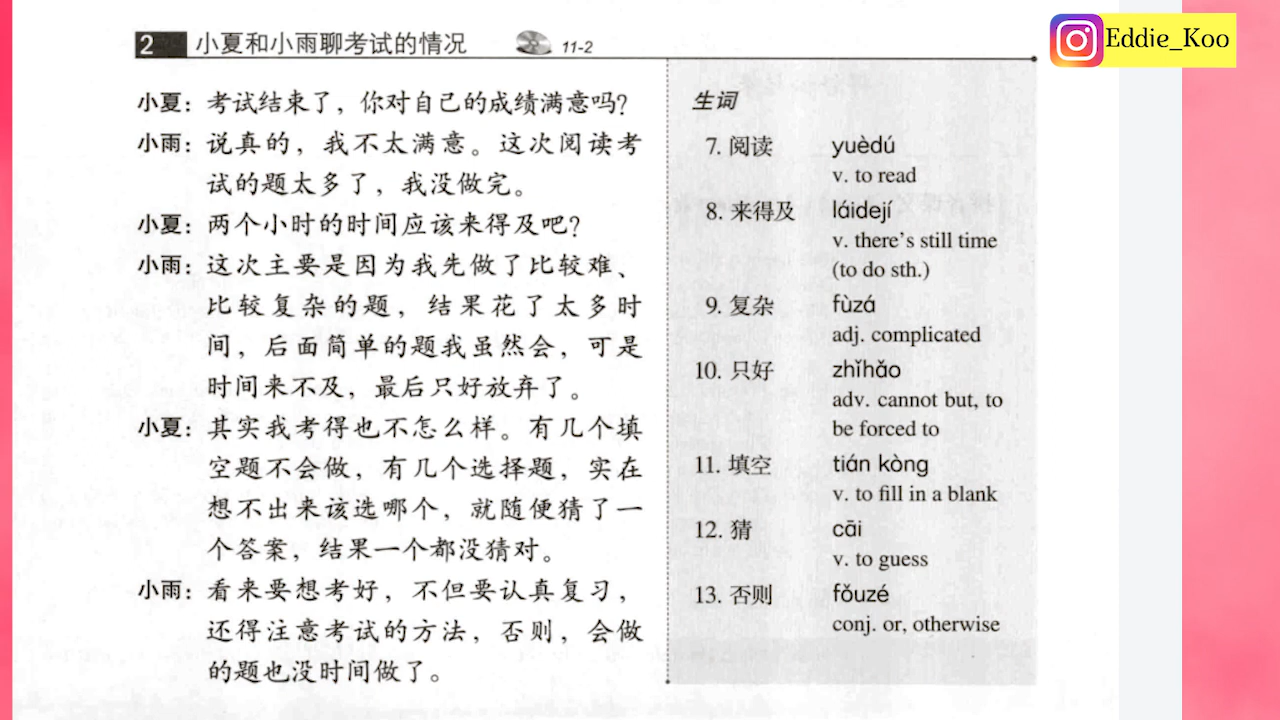 2 小夏和小雨聊考试的情况 11-2
Eddie_Koo
小夏：考试结束了，你对自己的成绩满意吗？
小雨：说真的，我不太满意。这次阅读考
试的题太多了，我没做完。
小夏：两个小时的时间应该来得及吧？
小雨：这次主要是因为我先做了比较难、
比较复杂的题，结果花了太多时
间，后面简单的题我虽然会，可是
时间来不及，最后只好放弃了。
小夏：其实我考得也不怎么样。有几个填
空题不会做，有几个选择题，实在
想不出来该选哪个，就随便猜了一
个答案，结果一个都没猜对。
小雨：看来要想考好，不但要认真复习，
还得注意考试的方法，否则，会做
的题也没时间做了。
生词
7. 阅读 yuèdú
v. to read
8. 来得及 láidejí
v. there's still time
(to do sth.)
9. 复杂 fùzá
adj. complicated
10. 只好 zhǐhǎo
adv. cannot but, to
be forced to
11. 填空 tián kòng
v. to fill in a blank
12. 猜 cāi
v. to guess
13. 否则 fǒuzé
conj. or, otherwise